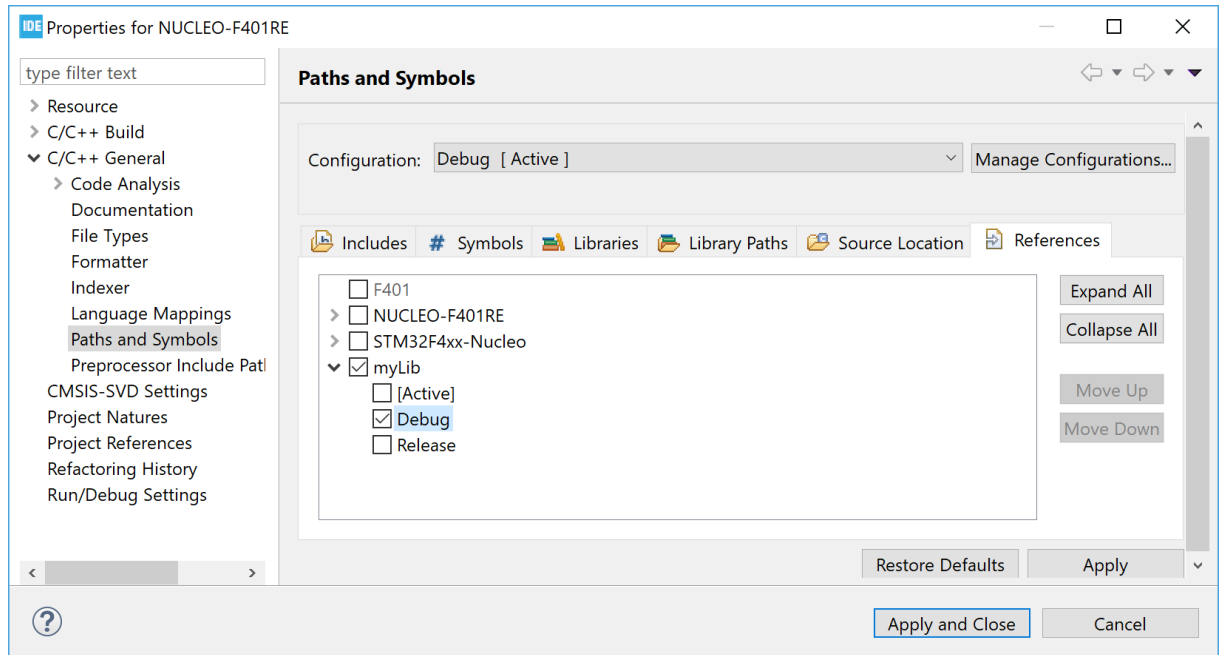 IDE Properties for NUCLEO-F401RE
type filter text
Resource
C/C++ Build
C/C++ General
Code Analysis
Documentation
File Types
Formatter
Indexer
Language Mappings
Paths and Symbols
Preprocessor Include Pat
CMSIS-SVD Settings
Project Natures
Project References
Refactoring History
Run/Debug Settings
Paths and Symbols
Configuration: Debug [ Active ] Manage Configurations...
Includes # Symbols Libraries Library Paths Source Location References
F401
NUCLEO-F401RE
STM32F4xx-Nucleo
myLib
[Active]
Debug
Release
Expand All
Collapse All
Move Up
Move Down
Restore Defaults Apply
? Apply and Close Cancel